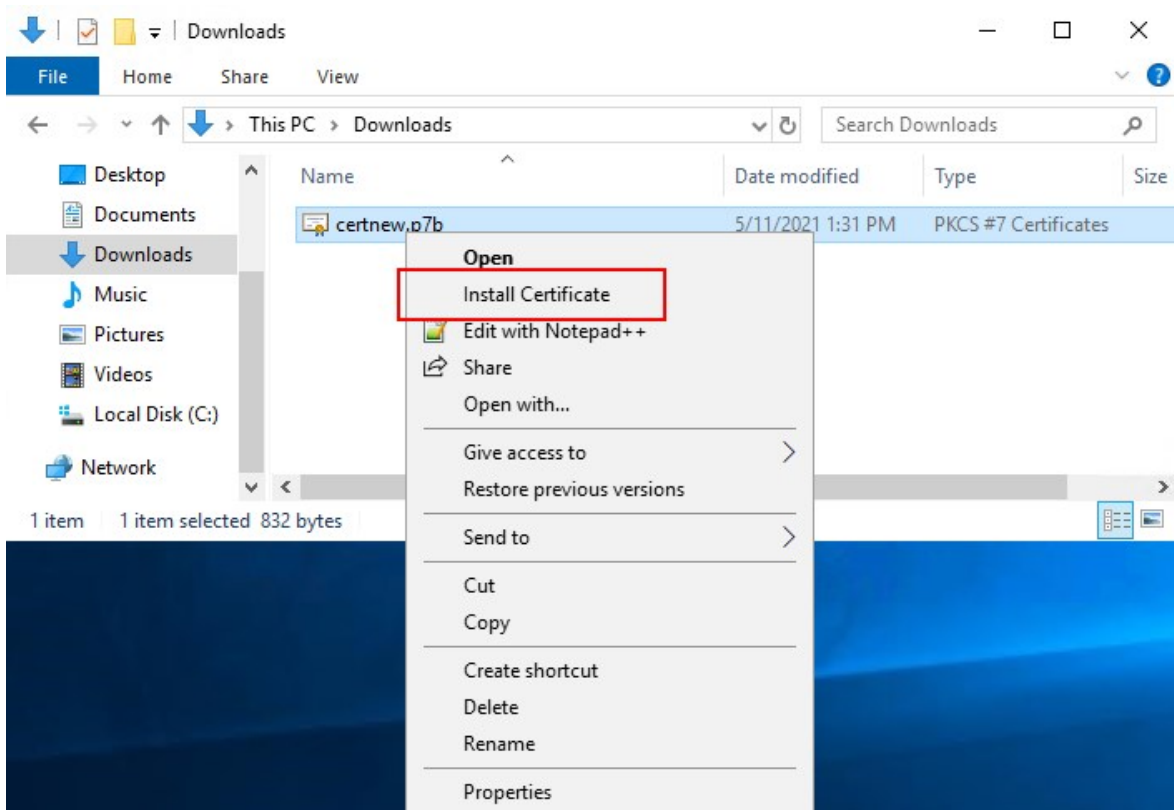 Downloads
File Home Share View
This PC > Downloads Search Downloads
Desktop
Documents
Downloads
Music
Pictures
Videos
Local Disk (C:)
Network
Name Date modified Type Size
certnew.p7b 5/11/2021 1:31 PM PKCS #7 Certificates
Open
Install Certificate
Edit with Notepad++
Share
Open with...
Give access to
Restore previous versions
Send to
Cut
Copy
Create shortcut
Delete
Rename
Properties
1 item 1 item selected 832 bytes